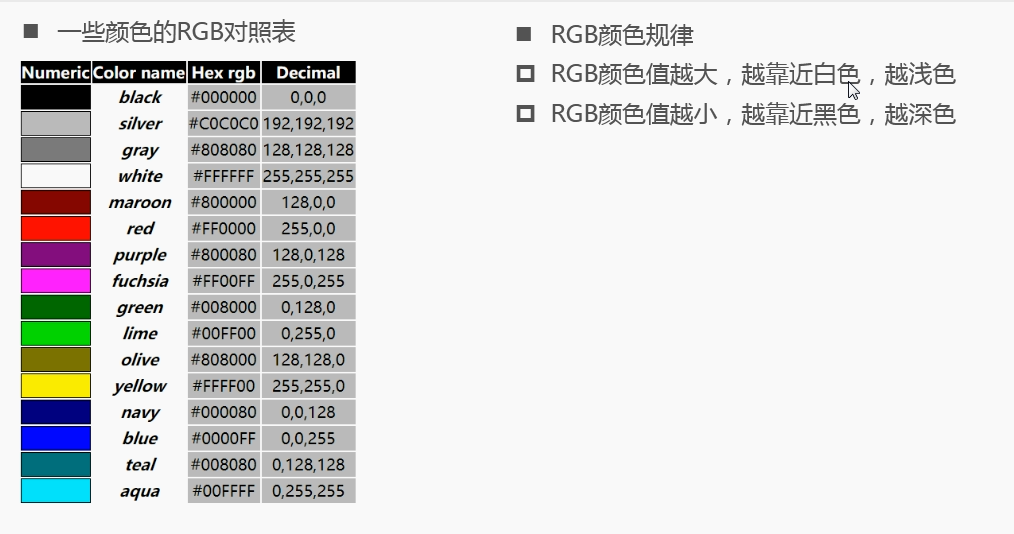 一些颜色的RGB对照表
Numeric Color name Hex rgb Decimal
black #000000 0,0,0
silver #C0C0C0 192,192,192
gray #808080 128,128,128
white #FFFFFF 255,255,255
maroon #800000 128,0,0
red #FF0000 255,0,0
purple #800080 128,0,128
fuchsia #FF00FF 255,0,255
green #008000 0,128,0
lime #00FF00 0,255,0
olive #808000 128,128,0
yellow #FFFF00 255,255,0
navy #000080 0,0,128
blue #0000FF 0,0,255
teal #008080 0,128,128
aqua #00FFFF 0,255,255
RGB颜色规律
RGB颜色值越大，越靠近白色，越浅色
RGB颜色值越小，越靠近黑色，越深色